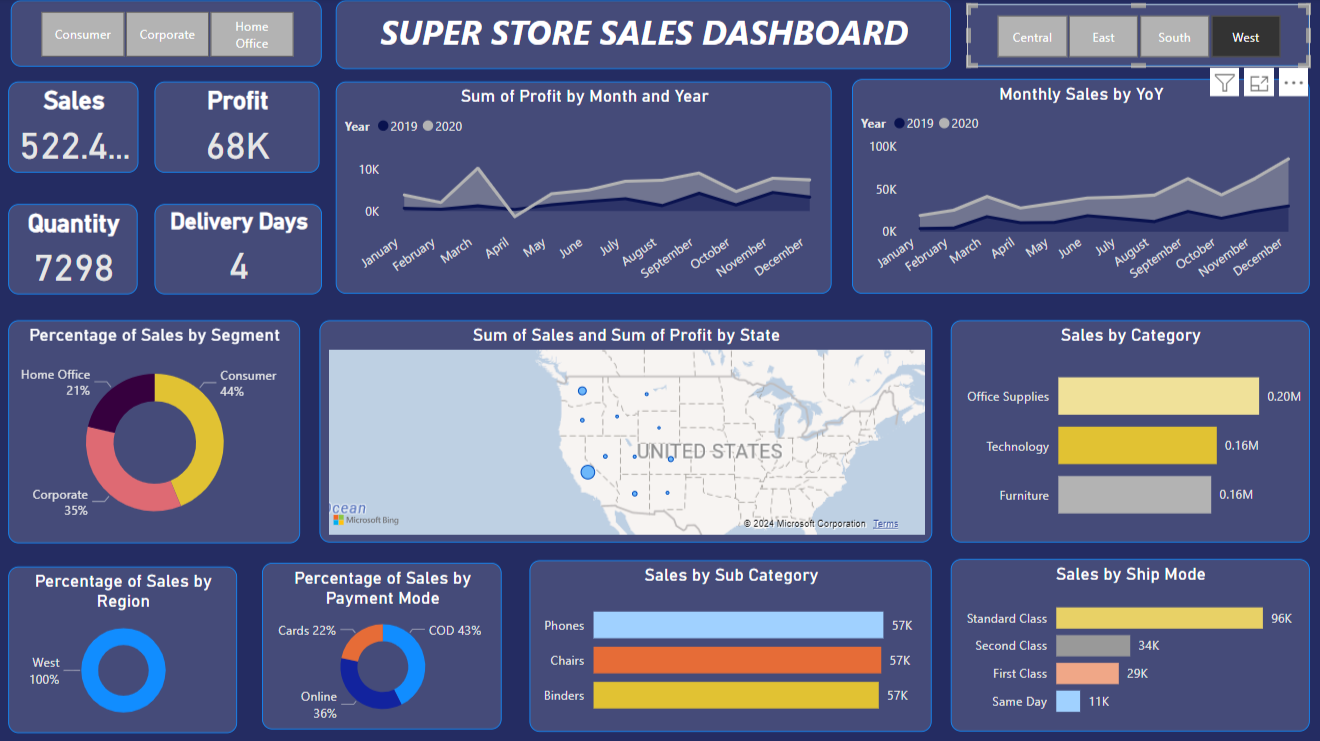 Consumer
Corporate
Home
Office
SUPER STORE SALES DASHBOARD
Central
East
South
West
Sales
522.4...
Profit
68K
Quantity
7298
Delivery Days
4
Sum of Profit by Month and Year
Year 2019 2020
10K
0K
January
February
March
April
May
June
July
August
September
October
November
December
Monthly Sales by YoY
Year 2019 2020
100K
50K
0K
January
February
March
April
May
June
July
August
September
October
November
December
Percentage of Sales by Segment
Home Office
21%
Consumer
44%
Corporate
35%
Sum of Sales and Sum of Profit by State
UNITED STATES
cean
Microsoft Bing
© 2024 Microsoft Corporation Terms
Sales by Category
Office Supplies 0.20M
Technology 0.16M
Furniture 0.16M
Percentage of Sales by
Region
West
100%
Percentage of Sales by
Payment Mode
Cards 22%
COD 43%
Online
36%
Sales by Sub Category
Phones 57K
Chairs 57K
Binders 57K
Sales by Ship Mode
Standard Class 96K
Second Class 34K
First Class 29K
Same Day 11K